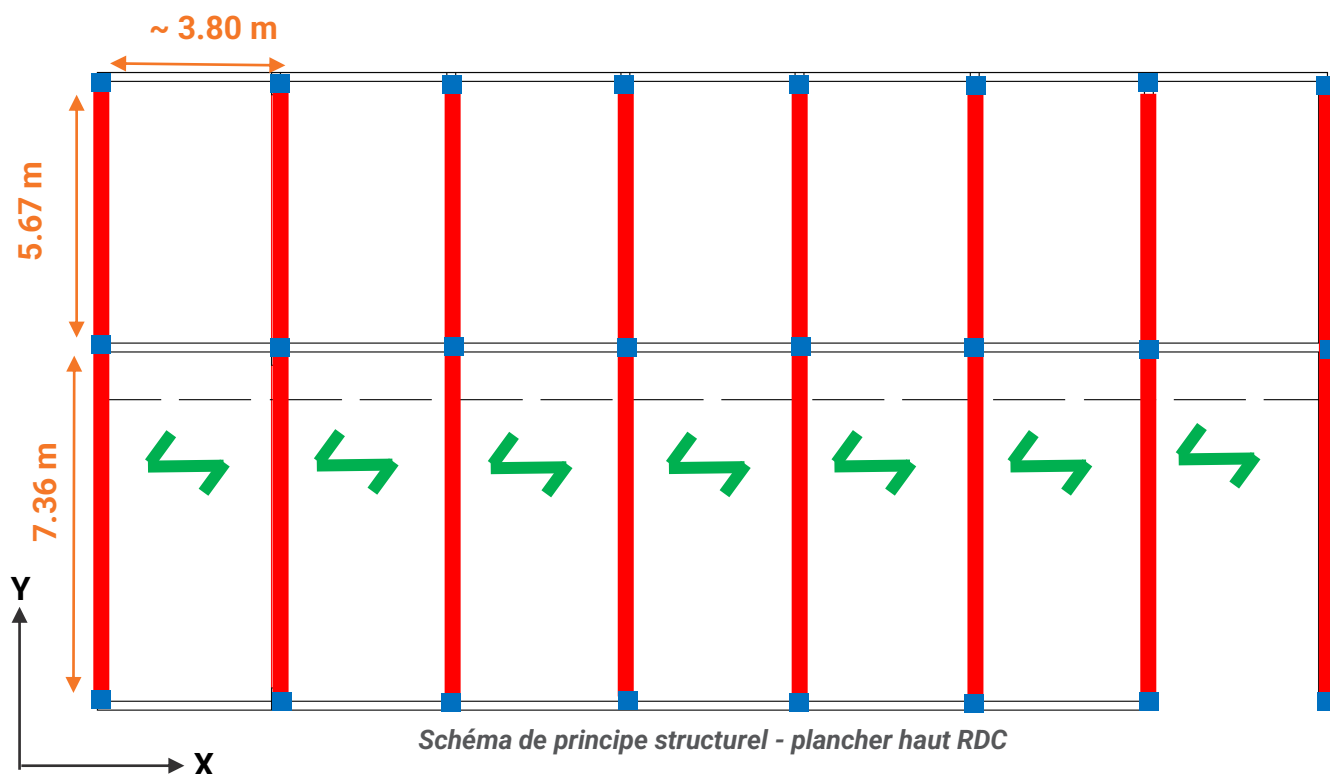 ~ 3.80 m
5.67 m
7.36 m
Y
X
Schéma de principe structurel - plancher haut RDC